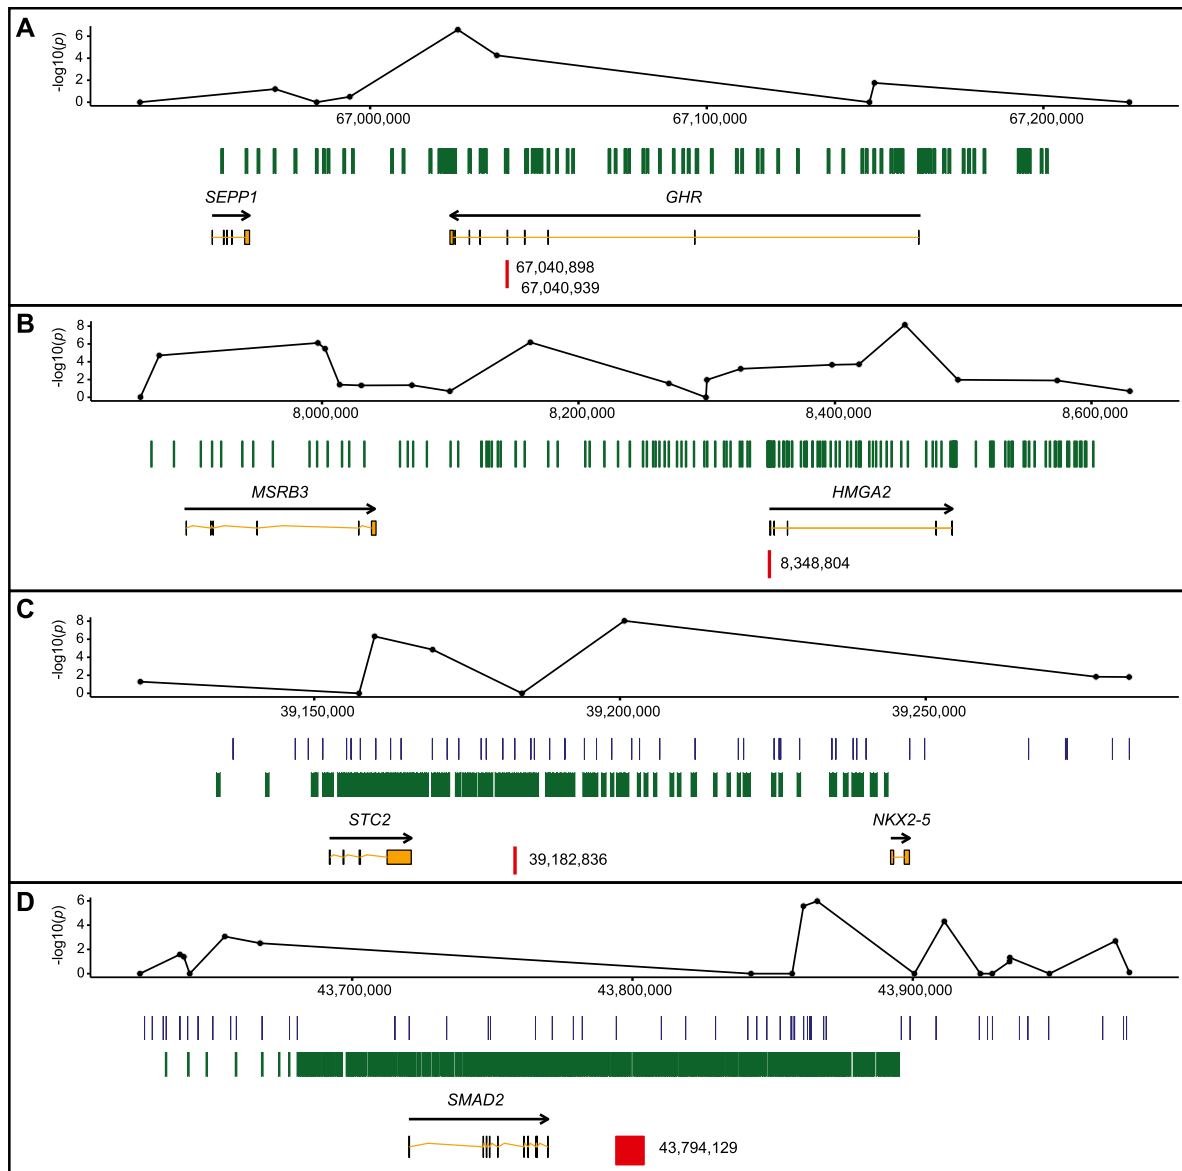 A
-log10(p)
6
4
2
0
67,000,000
67,100,000
67,200,000
SEPP1
GHR
67,040,898
67,040,939
B
-log10(p)
8
6
4
2
0
8,000,000
8,200,000
8,400,000
8,600,000
MSRB3
HMGA2
8,348,804
C
-log10(p)
8
6
4
2
0
39,150,000
39,200,000
39,250,000
STC2
NKX2-5
39,182,836
D
-log10(p)
6
4
2
0
43,700,000
43,800,000
43,900,000
SMAD2
43,794,129